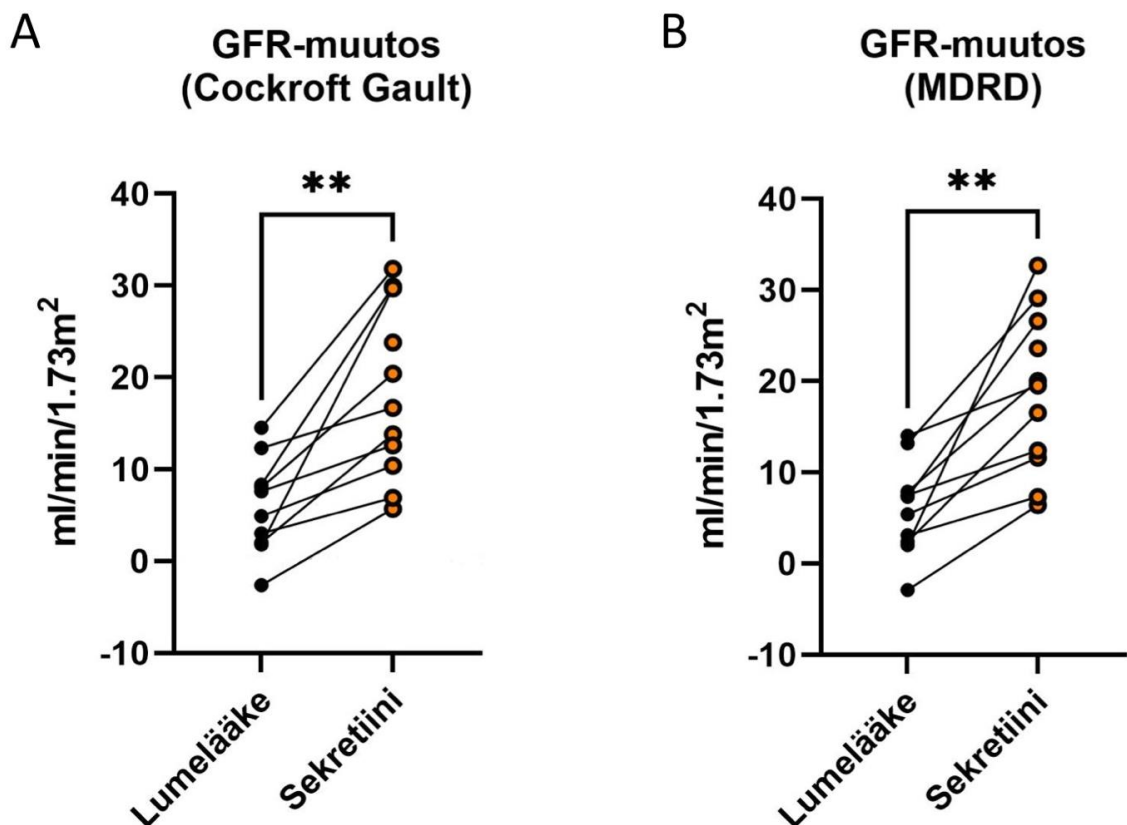 A
GFR-muutos
(Cockroft Gault)
**
40
30
20
10
0
-10
ml/min/1.73m²
Lumelääke
Sekretiini
B
GFR-muutos
(MDRD)
**
40
30
20
10
0
-10
ml/min/1.73m²
Lumelääke
Sekretiini